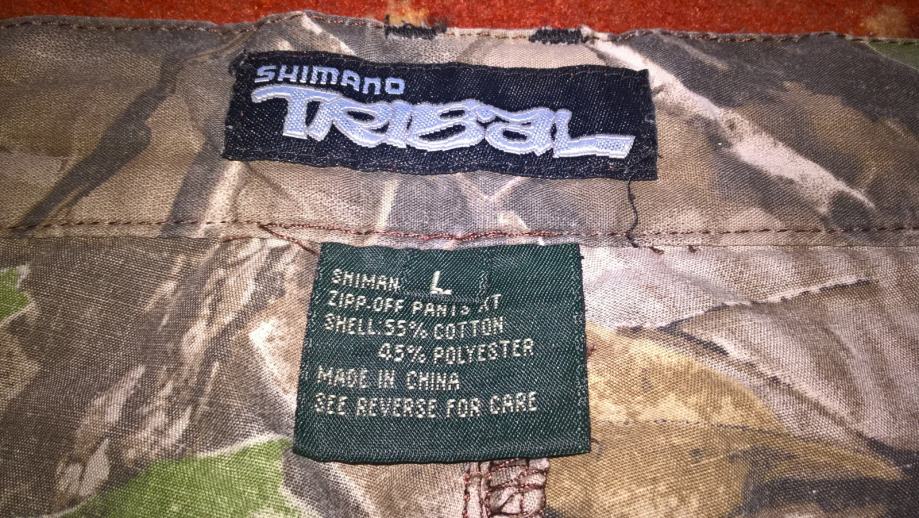 SHIMANO
TRIBAL
L
SHIMAN
ZIPP-OFF PANTS XT
SHELL:55% COTTON
45% POLYESTER
MADE IN CHINA
SEE REVERSE FOR CARE